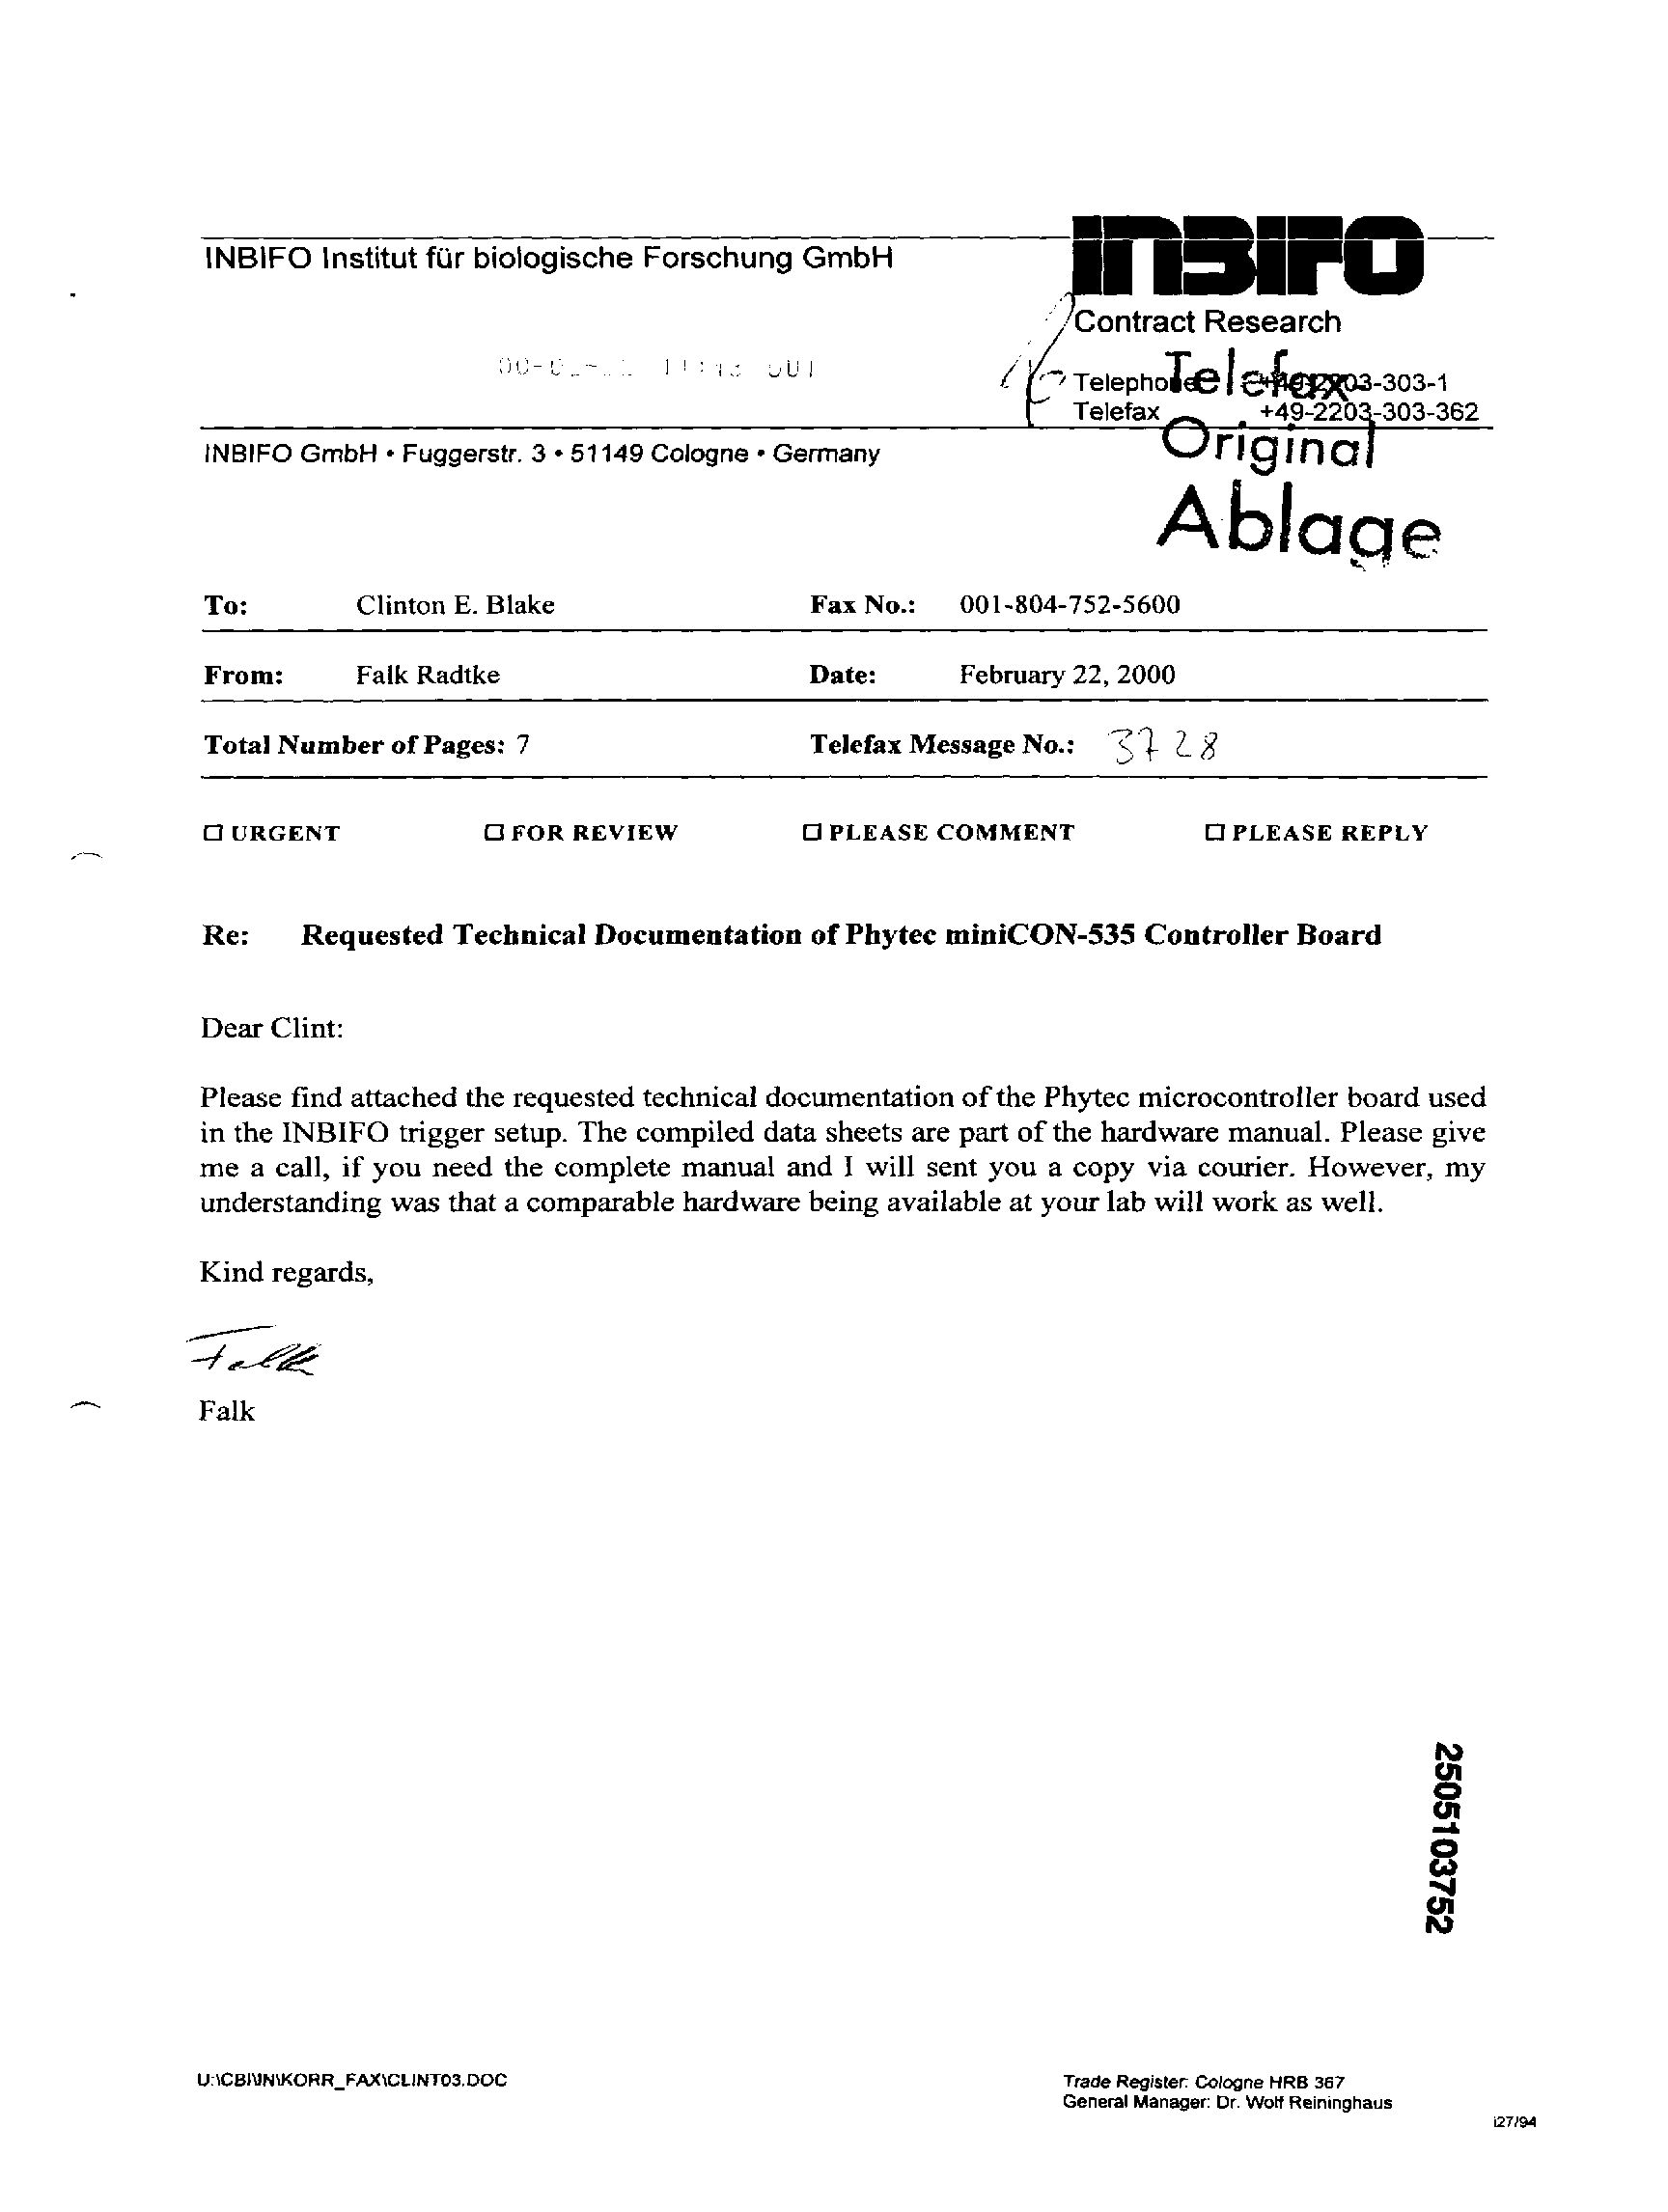 INBIFO Institut für biologische Forschung GmbH
INBIFO
Contract Research
Telephone +49-2203-303-1
Telefax +49-2203-303-362
Telefax
Original
Ablage
INBIFO GmbH • Fuggerstr. 3 • 51149 Cologne • Germany
To: Clinton E. Blake Fax No.: 001-804-752-5600
From: Falk Radtke Date: February 22, 2000
Total Number of Pages: 7 Telefax Message No.: 3728
☐ URGENT ☐ FOR REVIEW ☐ PLEASE COMMENT ☐ PLEASE REPLY
Re: Requested Technical Documentation of Phytec miniCON-535 Controller Board
Dear Clint:
Please find attached the requested technical documentation of the Phytec microcontroller board used
in the INBIFO trigger setup. The compiled data sheets are part of the hardware manual. Please give
me a call, if you need the complete manual and I will sent you a copy via courier. However, my
understanding was that a comparable hardware being available at your lab will work as well.
Kind regards,
Falk
Falk
2505103752
U:\CBI\JN\KORR_FAX\CLINT03.DOC
Trade Register: Cologne HRB 367
General Manager: Dr. Wolf Reininghaus
i27/94